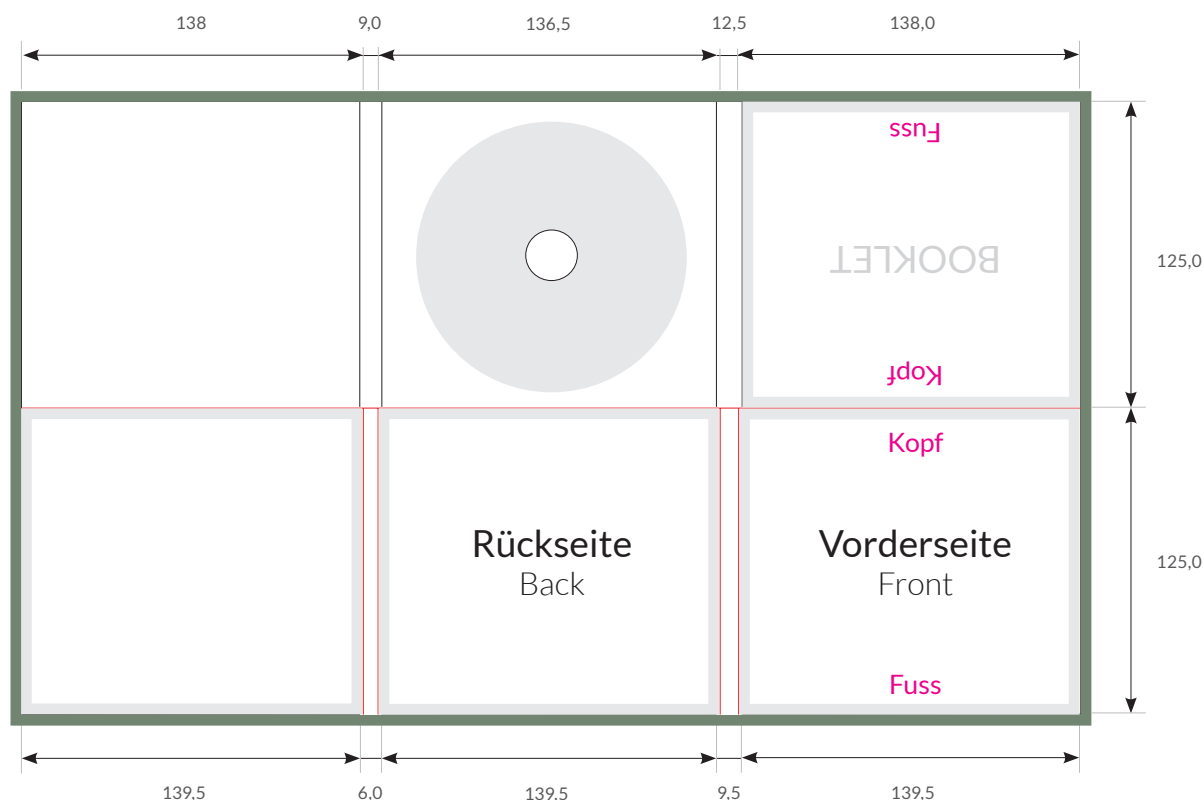 138 9,0 136,5 12,5 138,0
Fuss
BOOKLET
125,0
Kopf
Kopf
Rückseite Vorderseite
Back Front
125,0
Fuss
139,5 6,0 139,5 9,5 139,5